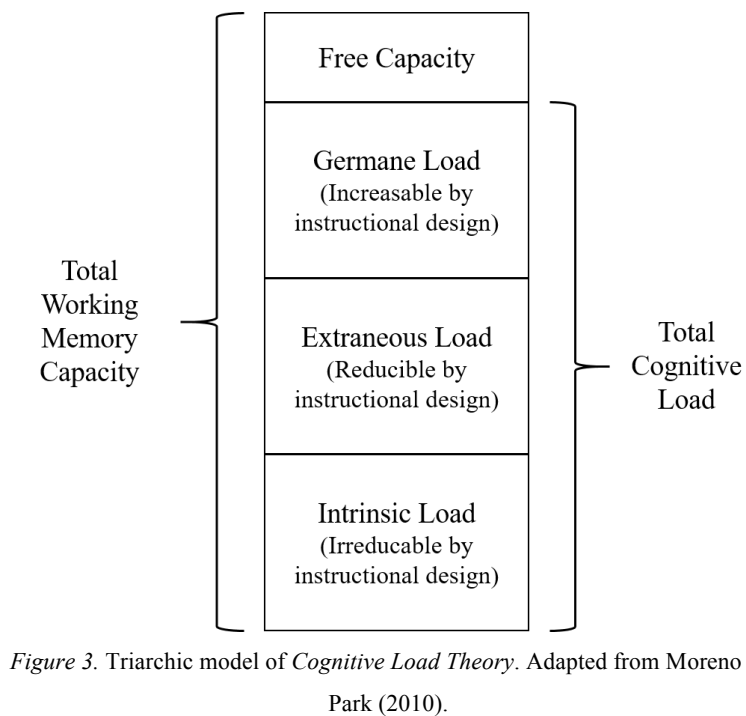 Free Capacity
Germane Load
(Increasable by
instructional design)
Total
Working
Memory
Capacity
Extraneous Load
(Reducible by
instructional design)
Total
Cognitive
Load
Intrinsic Load
(Irreducable by
instructional design)
Figure 3. Triarchic model of Cognitive Load Theory. Adapted from Moreno
Park (2010).